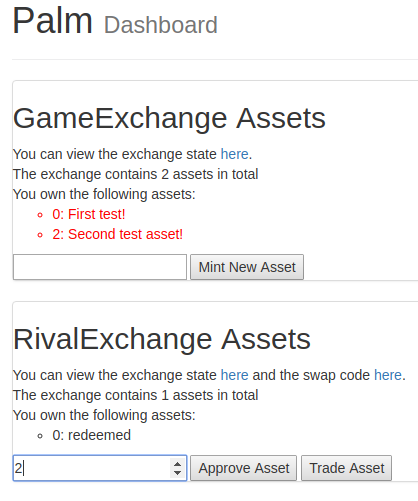 Palm Dashboard
GameExchange Assets
You can view the exchange state here.
The exchange contains 2 assets in total
You own the following assets:
0: First test!
2: Second test asset!
Mint New Asset
RivalExchange Assets
You can view the exchange state here and the swap code here.
The exchange contains 1 assets in total
You own the following assets:
0: redeemed
2 Approve Asset Trade Asset